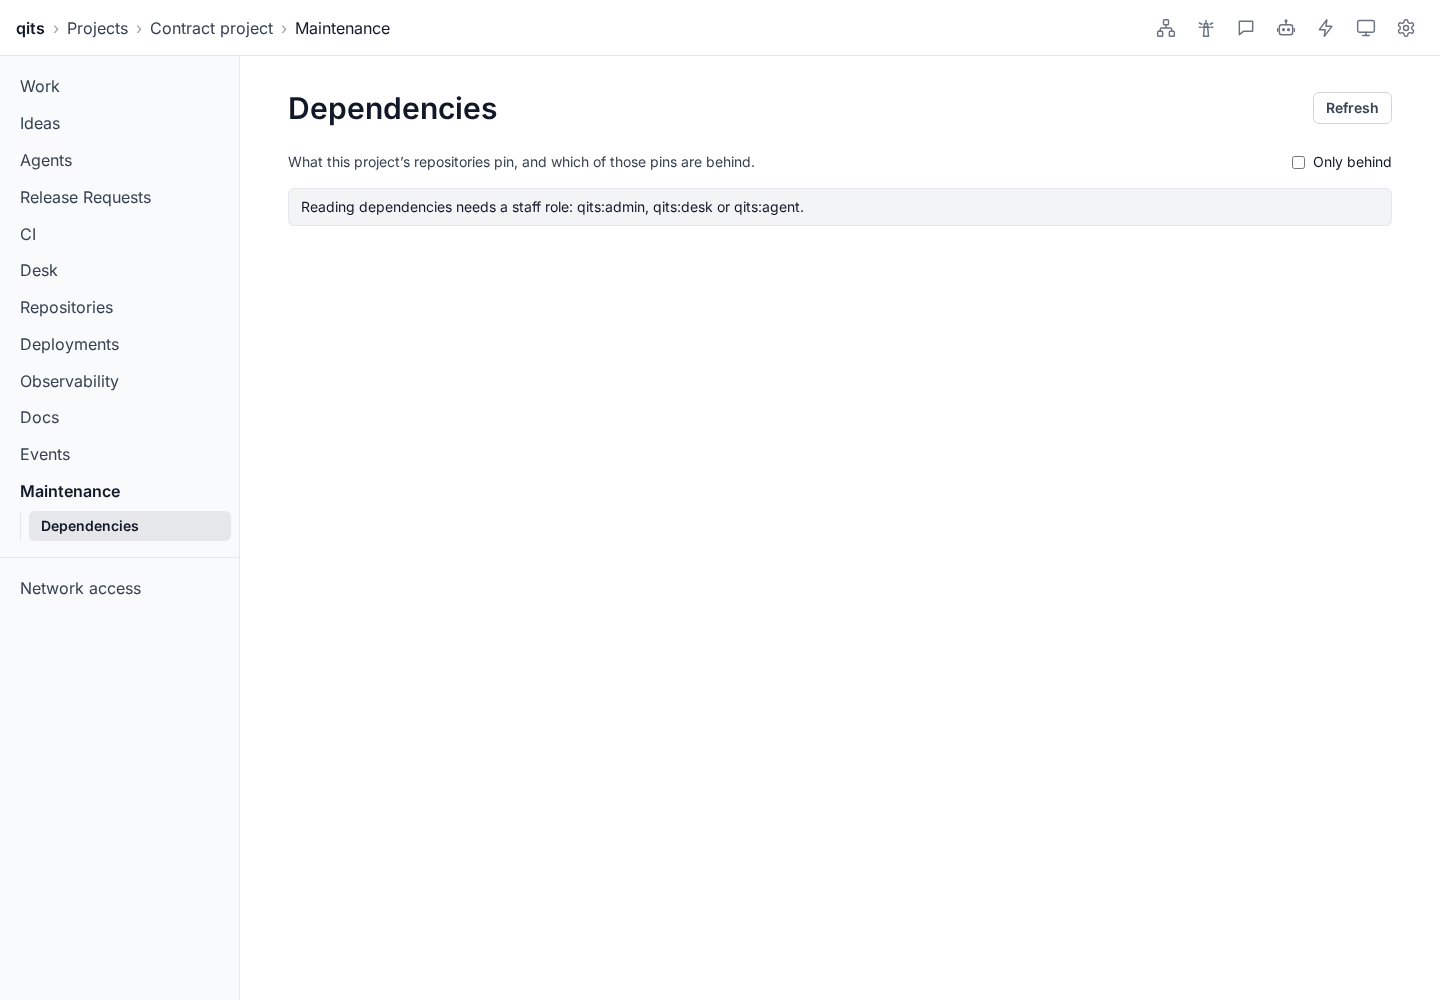 qits › Projects › Contract project › Maintenance
Work
Ideas
Agents
Release Requests
CI
Desk
Repositories
Deployments
Observability
Docs
Events
Maintenance
Dependencies
Network access
Dependencies
Refresh
What this project’s repositories pin, and which of those pins are behind.
Only behind
Reading dependencies needs a staff role: qits:admin, qits:desk or qits:agent.